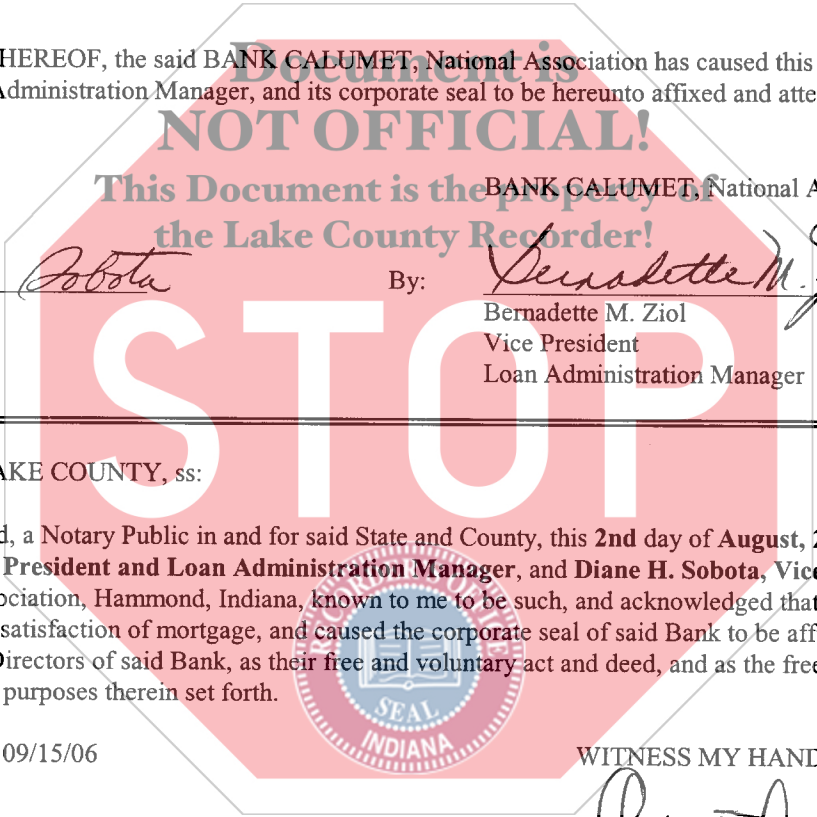 HEREOF, the said BANK CALUMET, National Association has caused this
Administration Manager, and its corporate seal to be hereunto affixed and atte
Document is
NOT OFFICIAL!
This Document is the property of
the Lake County Recorder!
BANK CALUMET, National A
Sobota By: Bernadette M.
Bernadette M. Ziol
Vice President
Loan Administration Manager
STOP
AKE COUNTY, ss:
d, a Notary Public in and for said State and County, this 2nd day of August, 2
President and Loan Administration Manager, and Diane H. Sobota, Vice
ociation, Hammond, Indiana, known to me to be such, and acknowledged that
satisfaction of mortgage, and caused the corporate seal of said Bank to be aff
Directors of said Bank, as their free and voluntary act and deed, and as the free
purposes therein set forth.
RECORDER'S OFFICE
SEAL
INDIANA
09/15/06 WITNESS MY HAND